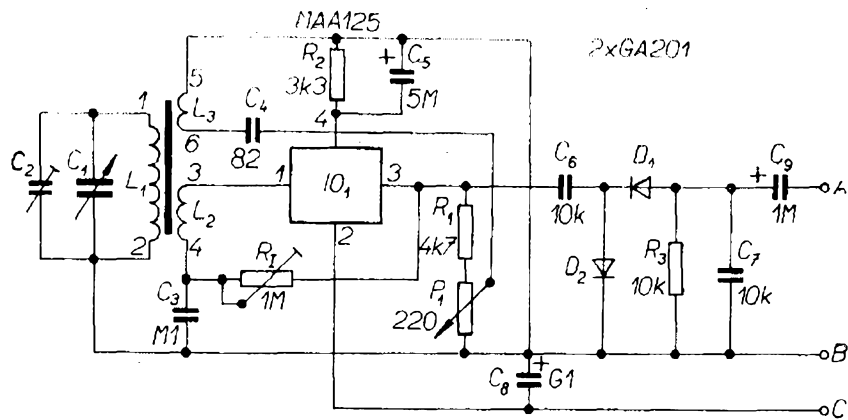 MAA125
2xGA201
R2
3k3
+
C5
5M
5
L3
6
C4
82
4
1
C2
C1
L1
2
3
L2
4
1
IO1
3
2
C6
10k
D1
+
C9
1M
A
R1
4k7
RI
1M
C3
M1
P1
220
D2
R3
10k
C7
10k
B
C8
+
G1
C